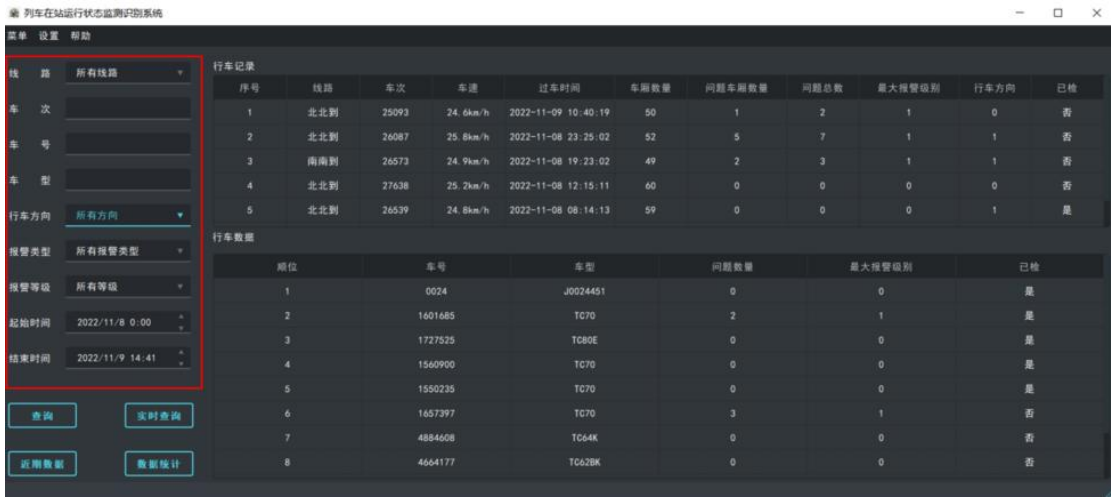 列车在站运行状态监测识别系统
菜单 设置 帮助
线 路 所有线路
车 次
车 号
车 型
行车方向 所有方向
报警类型 所有报警类型
报警等级 所有等级
起始时间 2022/11/8 0:00
结束时间 2022/11/9 14:41
查询 实时查询
近期数据 数据统计
行车记录
序号 线路 车次 车速 过车时间 车厢数量 问题车厢数量 问题总数 最大报警级别 行车方向 已检
1 北北到 25093 24.6km/h 2022-11-09 10:40:19 50 1 2 1 0 否
2 北北到 26087 25.8km/h 2022-11-08 23:25:02 52 5 7 1 1 否
3 南南到 26573 24.9km/h 2022-11-08 19:23:02 49 2 3 1 1 否
4 北北到 27638 25.2km/h 2022-11-08 12:15:11 60 0 0 0 0 否
5 北北到 26539 24.8km/h 2022-11-08 08:14:13 59 0 0 0 1 是
行车数据
顺位 车号 车型 问题数量 最大报警级别 已检
1 0024 J0024451 0 0 是
2 1601685 TC70 2 1 是
3 1727525 TC80E 0 0 是
4 1560900 TC70 0 0 是
5 1550235 TC70 0 0 是
6 1657397 TC70 3 1 否
7 4884608 TC64K 0 0 否
8 4664177 TC62BK 0 0 否